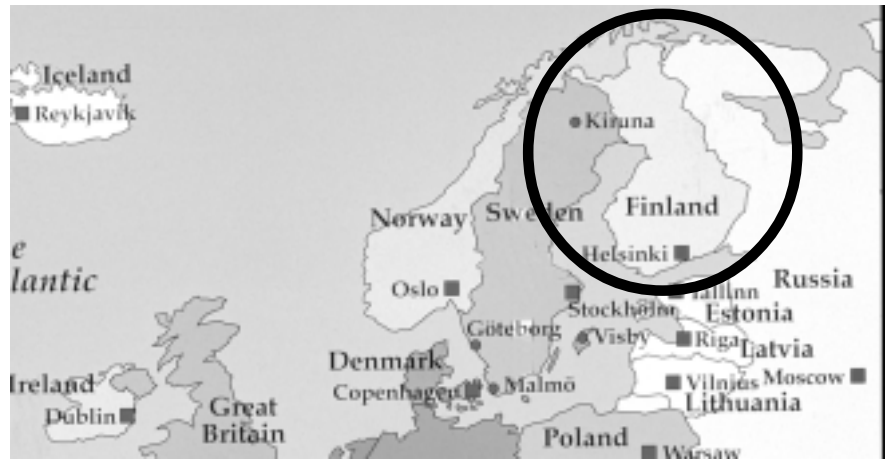 Iceland
Reykjavik
Kiruna
Norway
Sweden
Finland
Helsinki
e
lantic
Oslo
Russia
Tallinn
Stockholm
Estonia
Göteborg
Visby
Riga
Latvia
Denmark
Ireland
Copenhagen
Malmö
Vilnius
Moscow
Lithuania
Great
Britain
Dublin
Poland
Warsaw